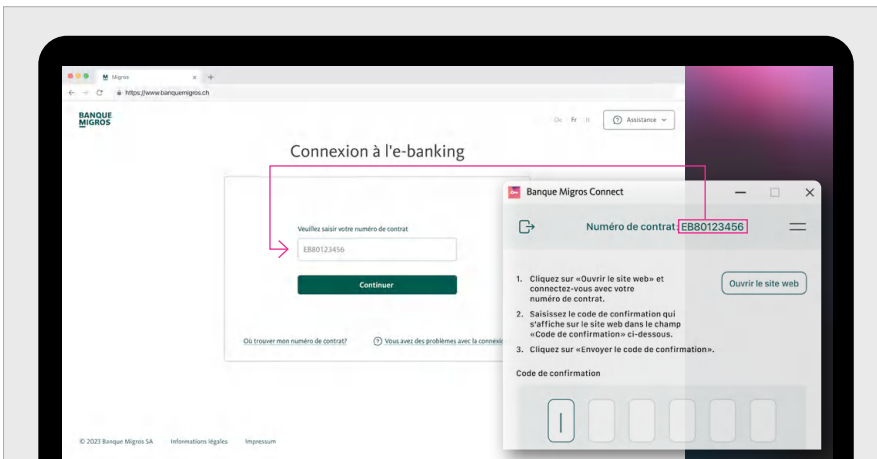 Migros
https://www.banquemigros.ch
BANQUE
MIGROS
De Fr It
Assistance
Connexion à l'e-banking
Veuillez saisir votre numéro de contrat
EB80123456
Continuer
Où trouver mon numéro de contrat?
Vous avez des problèmes avec la
© 2023 Banque Migros SA Informations légales Impressum
Banque Migros Connect
Numéro de contrat: EB80123456
1. Cliquez sur «Ouvrir le site web» et
connectez-vous avec votre
numéro de contrat.
Ouvrir le site web
2. Saisissez le code de confirmation qui
s'affiche sur le site web dans le champ
«Code de confirmation» ci-dessous.
3. Cliquez sur «Envoyer le code de confirmation».
Code de confirmation